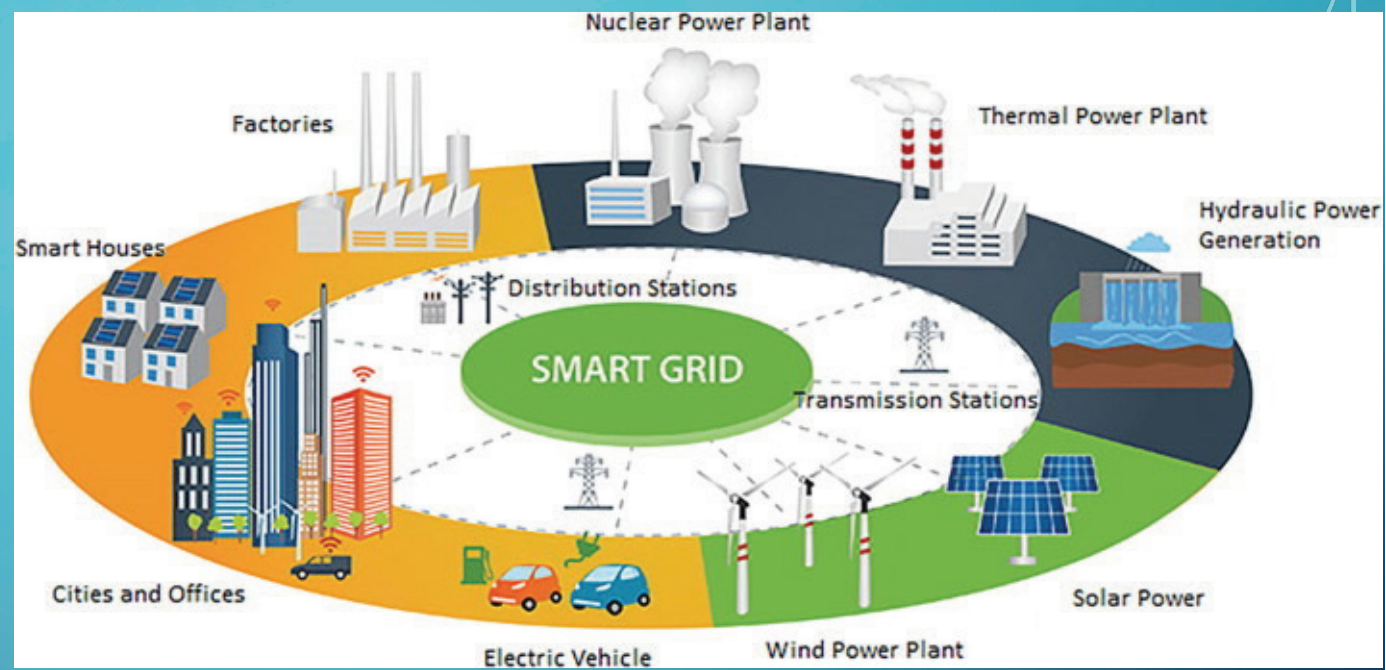 Nuclear Power Plant
Factories
Thermal Power Plant
Hydraulic Power
Generation
Smart Houses
Distribution Stations
SMART GRID
Transmission Stations
Cities and Offices
Solar Power
Wind Power Plant
Electric Vehicle